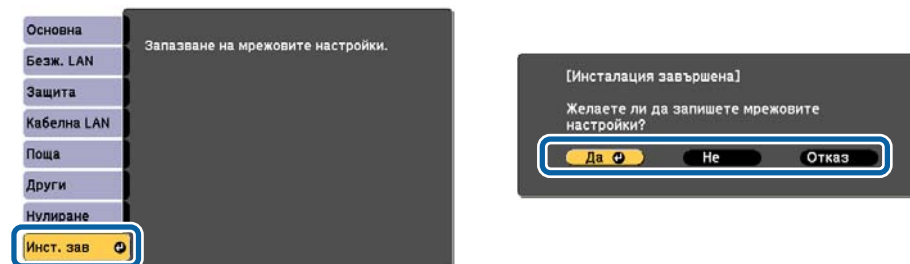 Основна
Безж. LAN
Защита
Кабелна LAN
Поща
Други
Нулиране
Инст. зав
Запазване на мрежовите настройки.
[Инсталация завършена]
Желаете ли да запишете мрежовите
настройки?
Да Не Отказ